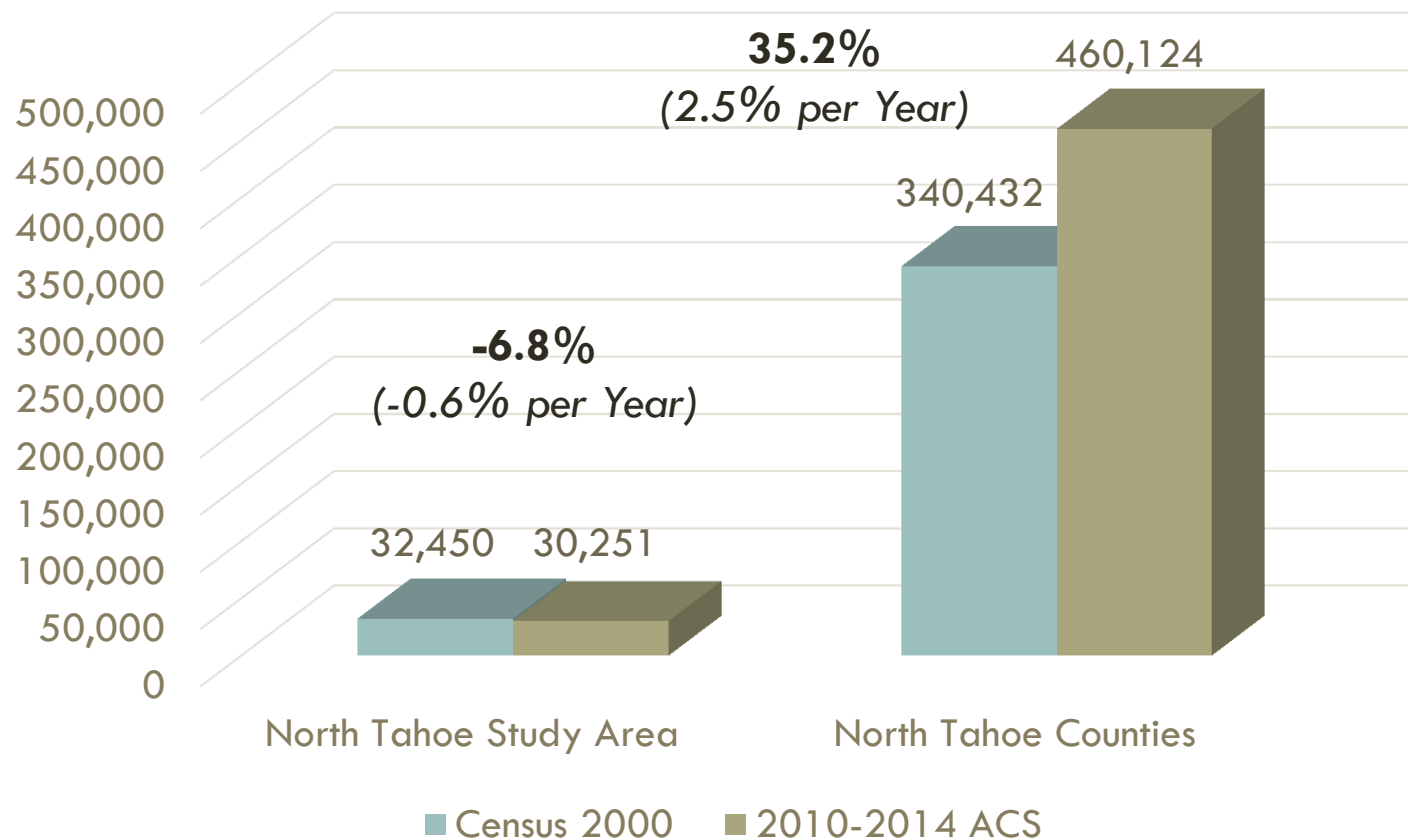 35.2%
(2.5% per Year)
460,124
340,432
-6.8%
(-0.6% per Year)
32,450
30,251
500,000
450,000
400,000
350,000
300,000
250,000
200,000
150,000
100,000
50,000
0
North Tahoe Study Area
North Tahoe Counties
Census 2000
2010-2014 ACS